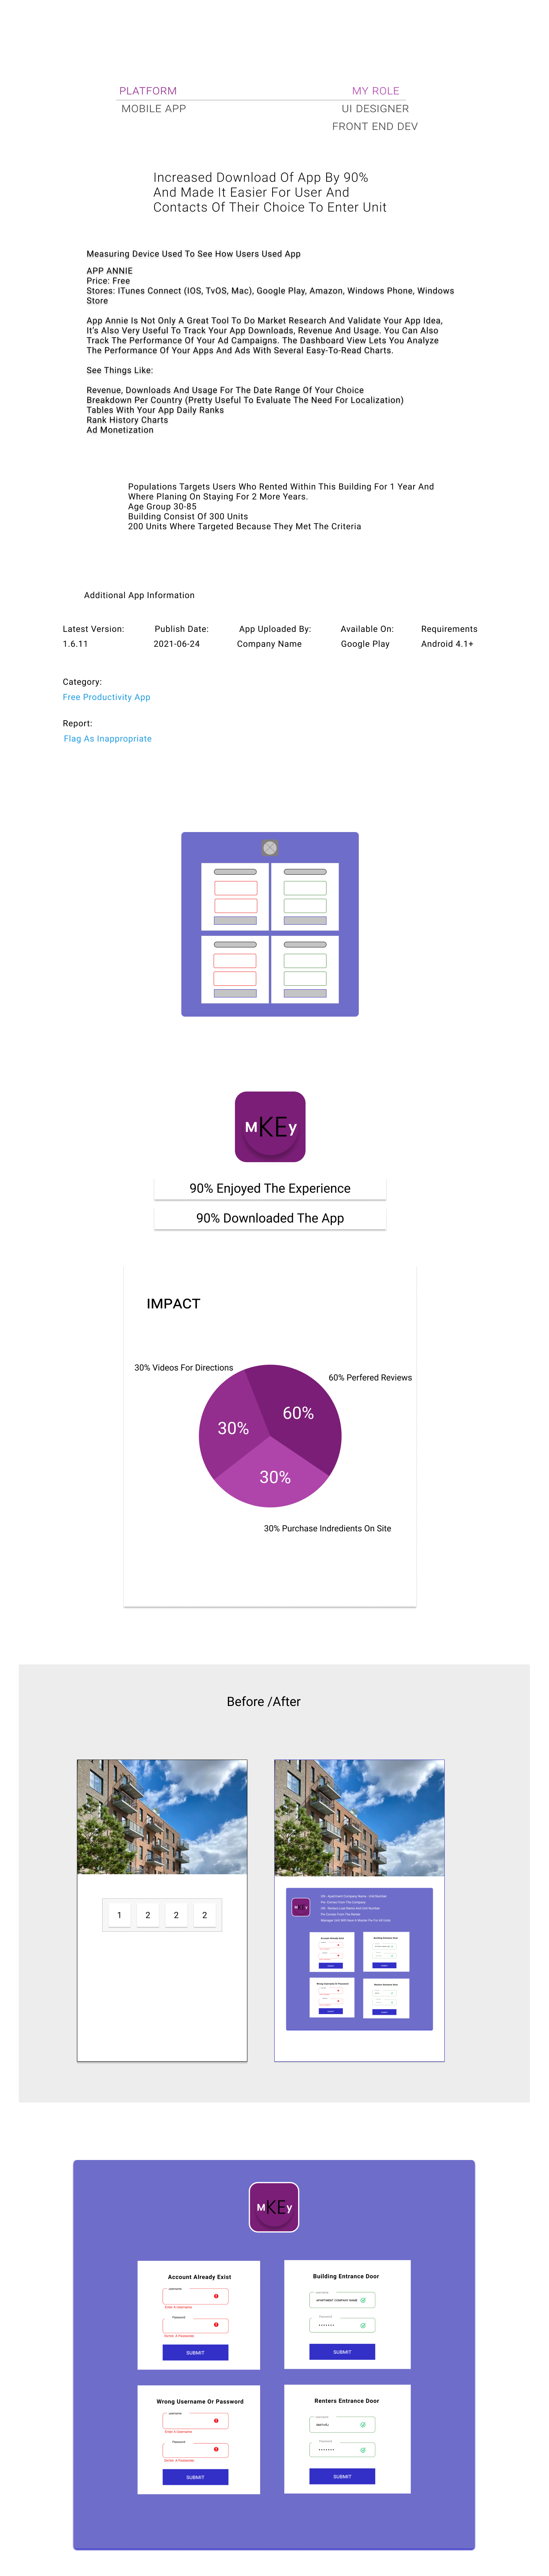 PLATFORM MY ROLE
MOBILE APP UI DESIGNER
FRONT END DEV
Increased Download Of App By 90%
And Made It Easier For User And
Contacts Of Their Choice To Enter Unit
Measuring Device Used To See How Users Used App
APP ANNIE
Price: Free
Stores: ITunes Connect (IOS, TvOS, Mac), Google Play, Amazon, Windows Phone, Windows
Store
App Annie Is Not Only A Great Tool To Do Market Research And Validate Your App Idea,
It's Also Very Useful To Track Your App Downloads, Revenue And Usage. You Can Also
Track The Performance Of Your Ad Campaigns. The Dashboard View Lets You Analyze
The Performance Of Your Apps And Ads With Several Easy-To-Read Charts.
See Things Like:
Revenue, Downloads And Usage For The Date Range Of Your Choice
Breakdown Per Country (Pretty Useful To Evaluate The Need For Localization)
Tables With Your App Daily Ranks
Rank History Charts
Ad Monetization
Populations Targets Users Who Rented Within This Building For 1 Year And
Where Planing On Staying For 2 More Years.
Age Group 30-85
Building Consist Of 300 Units
200 Units Where Targeted Because They Met The Criteria
Additional App Information
Latest Version: Publish Date: App Uploaded By: Available On: Requirements
1.6.11 2021-06-24 Company Name Google Play Android 4.1+
Category:
Free Productivity App
Report:
Flag As Inappropriate
MKEy
90% Enjoyed The Experience
90% Downloaded The App
IMPACT
30% Videos For Directions
60% Perfered Reviews
60%
30%
30%
30% Purchase Indredients On Site
Before /After
1 2 2 2
Account Already Exist
Building Entrance Door
Wrong Username Or Password
Renters Entrance Door
MKEy
Account Already Exist
username
Enter A Username
Password
SUBMIT
Building Entrance Door
username
APARTMENT COMPANY NAME
Password
SUBMIT
Wrong Username Or Password
username
Enter A Username
Password
SUBMIT
Renters Entrance Door
username
Password
SUBMIT